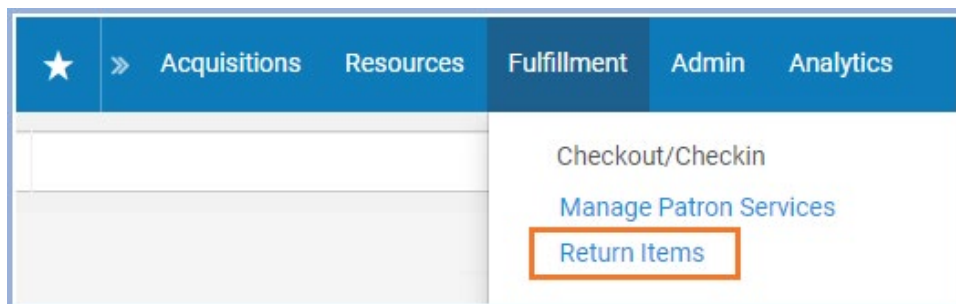 ★ » Acquisitions Resources Fulfillment Admin Analytics
Checkout/Checkin
Manage Patron Services
Return Items